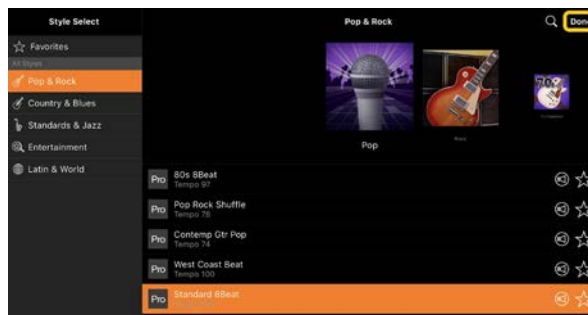 Style Select
Pop & Rock
Done
Favorites
All Styles
Pop & Rock
Country & Blues
Standards & Jazz
Entertainment
Latin & World
70s
Pop
Rock
Pro
80s 8Beat
Tempo 97
Pro
Pop Rock Shuffle
Tempo 76
Pro
Contemp Gtr Pop
Tempo 74
Pro
West Coast Beat
Tempo 100
Pro
Standard 8Beat